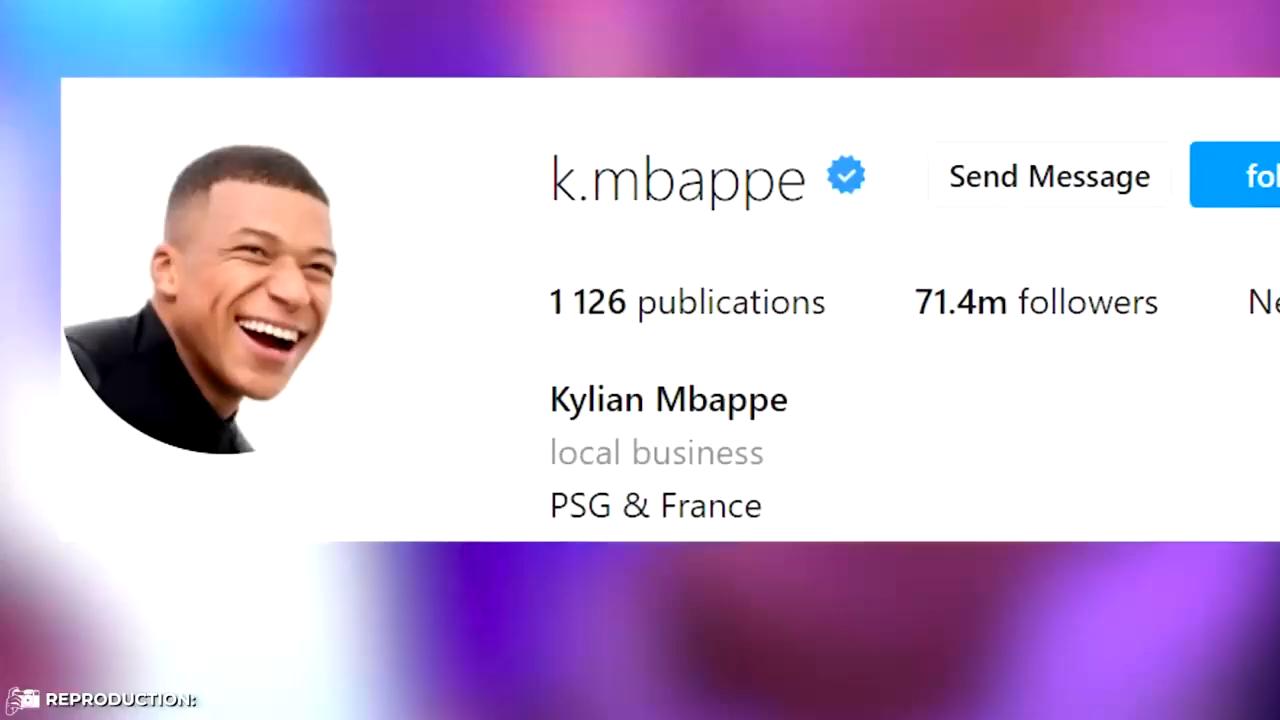 k.mbappe
Send Message
1 126 publications
71.4m followers
Kylian Mbappe
local business
PSG & France
REPRODUCTION: